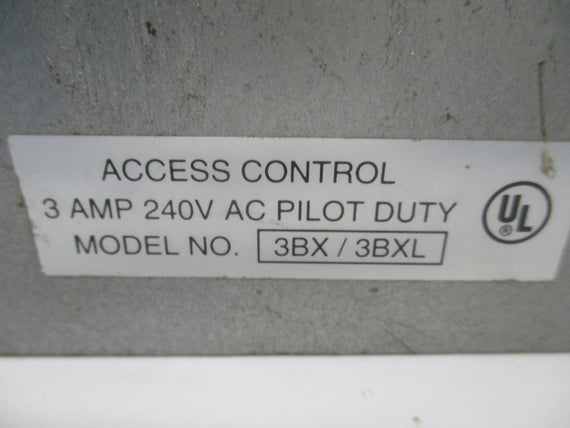 ACCESS CONTROL
3 AMP 240V AC PILOT DUTY
MODEL NO. 3BX / 3BXL
UL
®